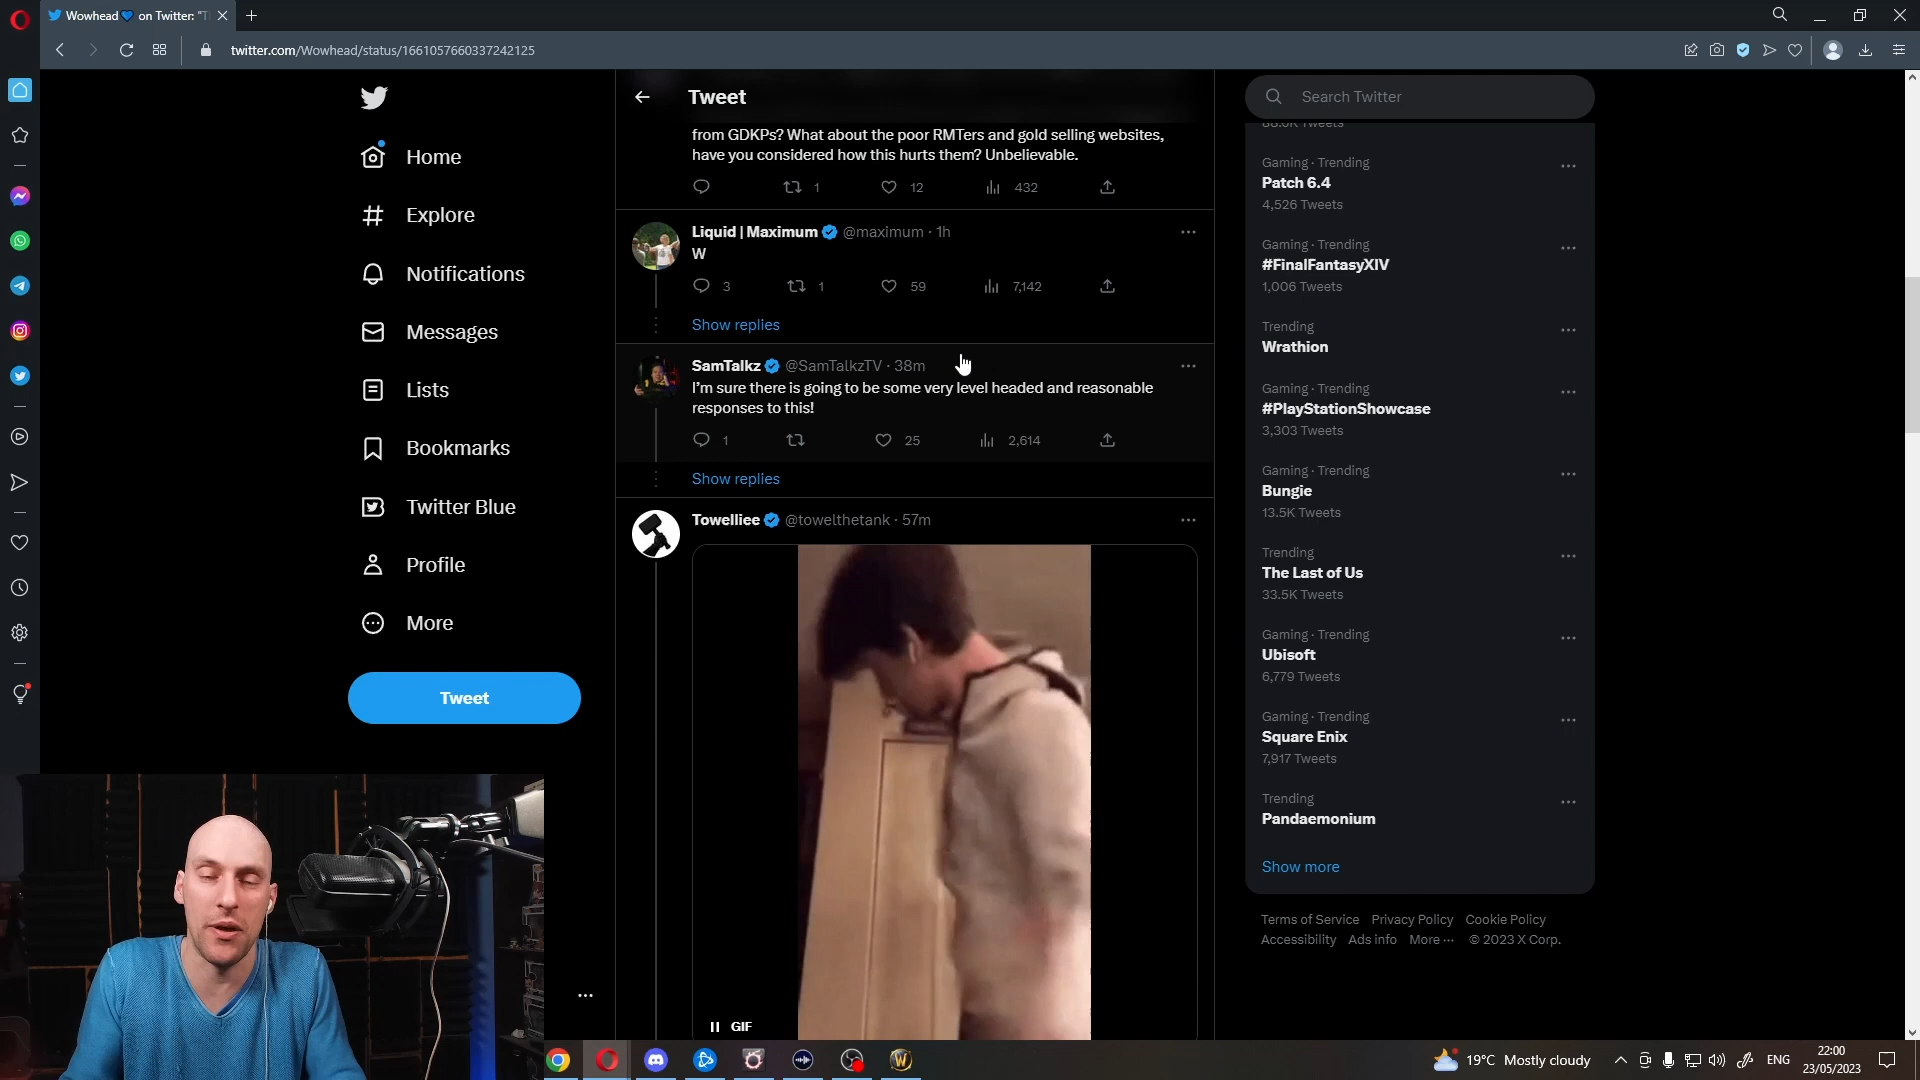 Wowhead 💙 on Twitter: "T
twitter.com/Wowhead/status/1661057660337242125
Home
Explore
Notifications
Messages
Lists
Bookmarks
Twitter Blue
Profile
More
Tweet
Tweet
from GDKPs? What about the poor RMTers and gold selling websites,
have you considered how this hurts them? Unbelievable.
1 12 432
Liquid | Maximum @maximum · 1h
W
3 1 59 7,142
Show replies
SamTalkz @SamTalkzTV · 38m
I'm sure there is going to be some very level headed and reasonable
responses to this!
1 25 2,614
Show replies
Towelliee @towelthetank · 57m
GIF
Search Twitter
Gaming · Trending
Patch 6.4
4,526 Tweets
Gaming · Trending
#FinalFantasyXIV
1,006 Tweets
Trending
Wrathion
Gaming · Trending
#PlayStationShowcase
3,303 Tweets
Gaming · Trending
Bungie
13.5K Tweets
Trending
The Last of Us
33.5K Tweets
Gaming · Trending
Ubisoft
6,779 Tweets
Gaming · Trending
Square Enix
7,917 Tweets
Trending
Pandaemonium
Show more
Terms of Service Privacy Policy Cookie Policy
Accessibility Ads info More ··· © 2023 X Corp.
19°C Mostly cloudy
ENG
22:00
23/05/2023